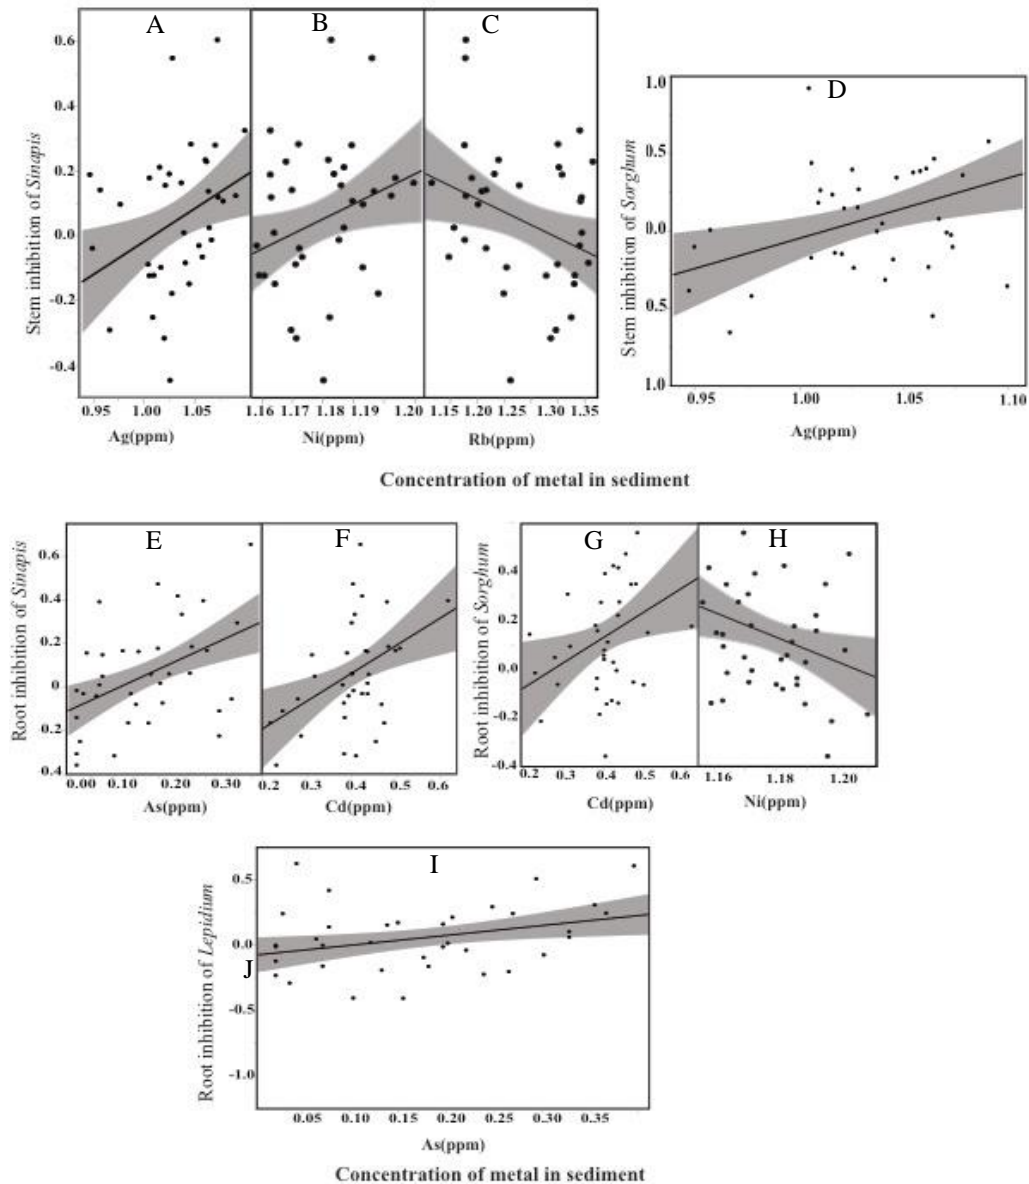 A B C
0.6
0.4
0.2
0.0
-0.2
-0.4
Stem inhibition of Sinapis
0.95 1.00 1.05
1.16 1.17 1.18 1.19 1.20
1.15 1.20 1.25 1.30 1.35
Ag(ppm) Ni(ppm) Rb(ppm)
D
1.0
0.5
0.0
0.5
1.0
Stem inhibition of Sorghum
0.95 1.00 1.05 1.10
Ag(ppm)
Concentration of metal in sediment
E F
0.6
0.4
0.2
0
0.2
0.4
Root inhibition of Sinapis
0.00 0.10 0.20 0.30
0.2 0.3 0.4 0.5 0.6
As(ppm) Cd(ppm)
G H
0.4
0.2
0.0
-0.2
-0.4
Root inhibition of Sorghum
0.2 0.3 0.4 0.5 0.6
1.16 1.18 1.20
Cd(ppm) Ni(ppm)
I
0.5
0.0
J
-0.5
-1.0
Root inhibition of Lepidium
0.05 0.10 0.15 0.20 0.25 0.30 0.35
As(ppm)
Concentration of metal in sediment